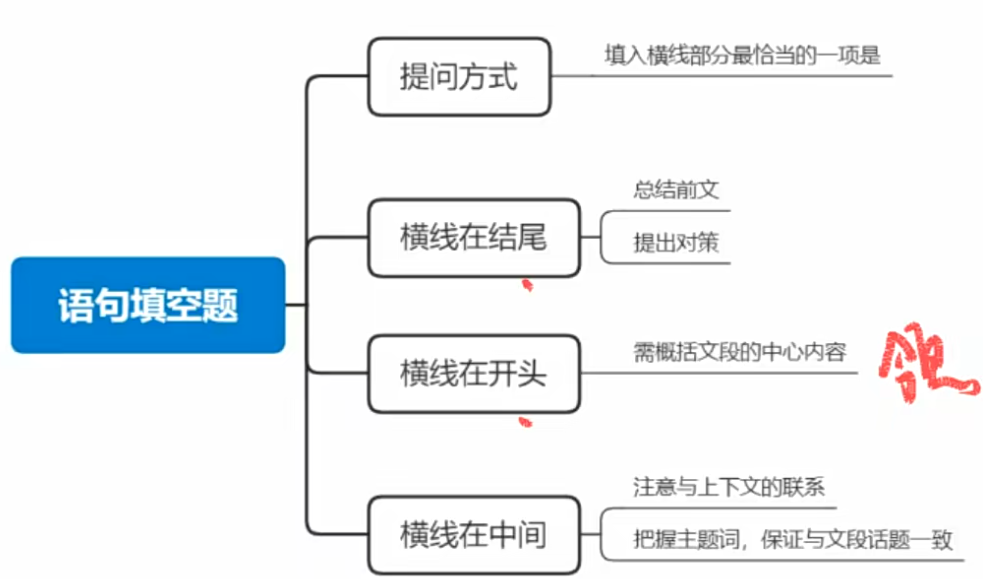 提问方式
填入横线部分最恰当的一项是
总结前文
横线在结尾
提出对策
语句填空题
横线在开头
需概括文段的中心内容
注意与上下文的联系
横线在中间
把握主题词，保证与文段话题一致